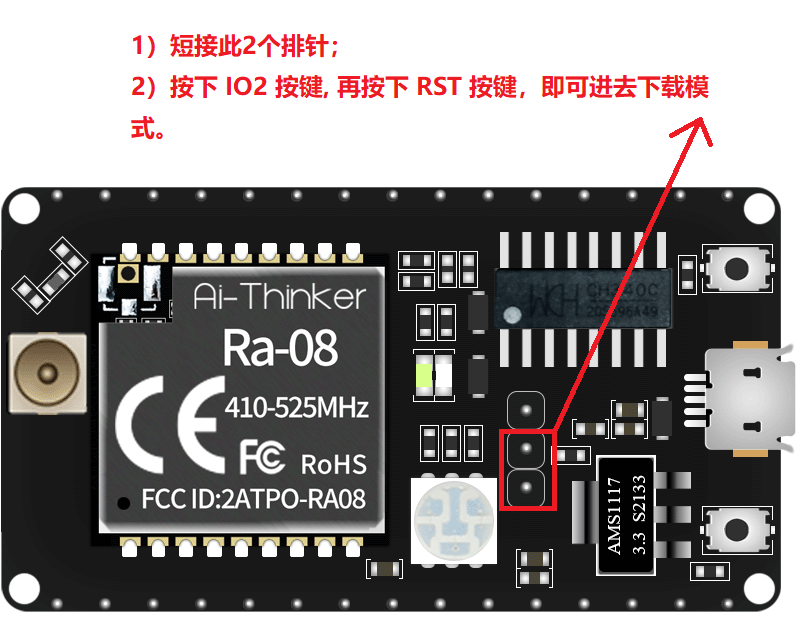 1）短接此2个排针；
2）按下 IO2 按键, 再按下 RST 按键，即可进去下载模
式。
Ai-Thinker
Ra-08
410-525MHz
CE
FC RoHS
FCC ID:2ATPO-RA08
WCH CH340C
AMS1117
3.3 S2133